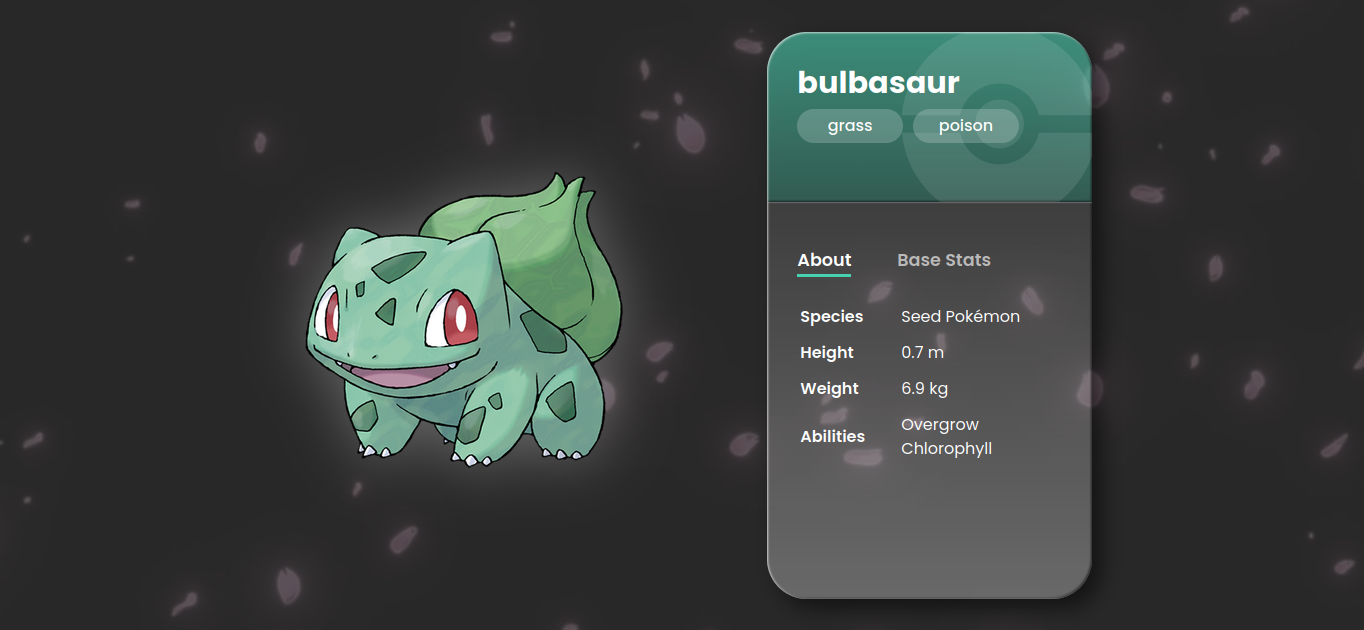 bulbasaur
grass poison
About Base Stats
Species Seed Pokémon
Height 0.7 m
Weight 6.9 kg
Abilities Overgrow
Chlorophyll